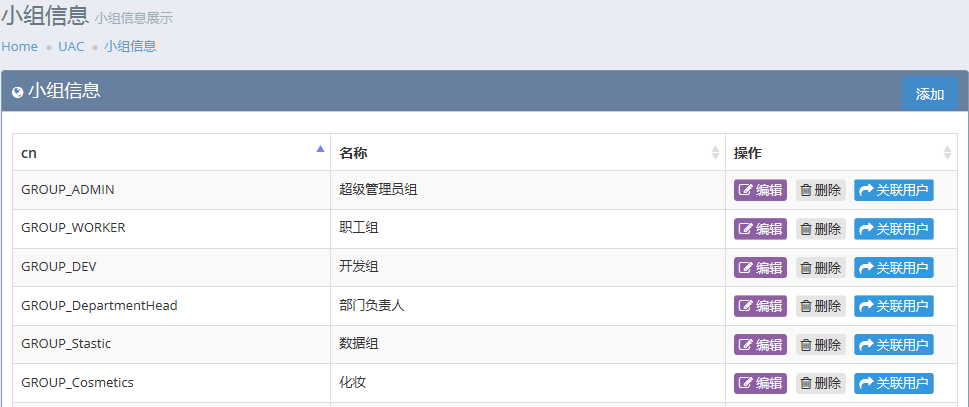 小组信息 小组信息展示
Home UAC 小组信息
小组信息 添加
cn 名称 操作
GROUP_ADMIN 超级管理员组 编辑 删除 关联用户
GROUP_WORKER 职工组 编辑 删除 关联用户
GROUP_DEV 开发组 编辑 删除 关联用户
GROUP_DepartmentHead 部门负责人 编辑 删除 关联用户
GROUP_Stastic 数据组 编辑 删除 关联用户
GROUP_Cosmetics 化妆 编辑 删除 关联用户